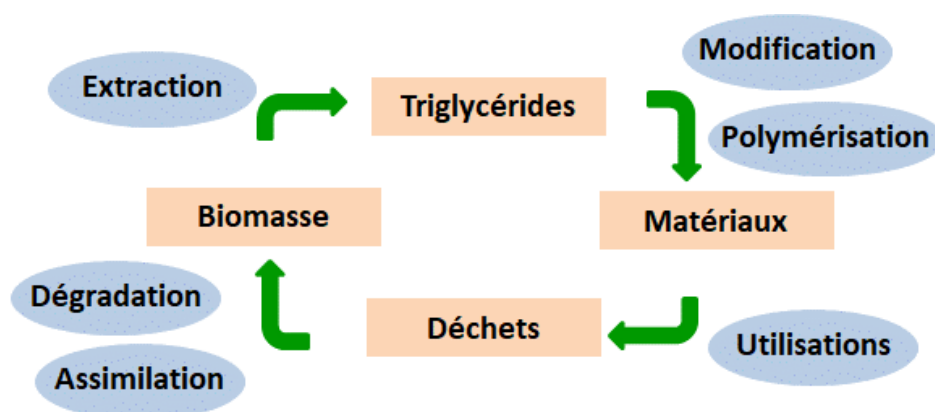 Modification
Extraction
Triglycérides
Polymérisation
Biomasse
Matériaux
Dégradation
Déchets
Utilisations
Assimilation